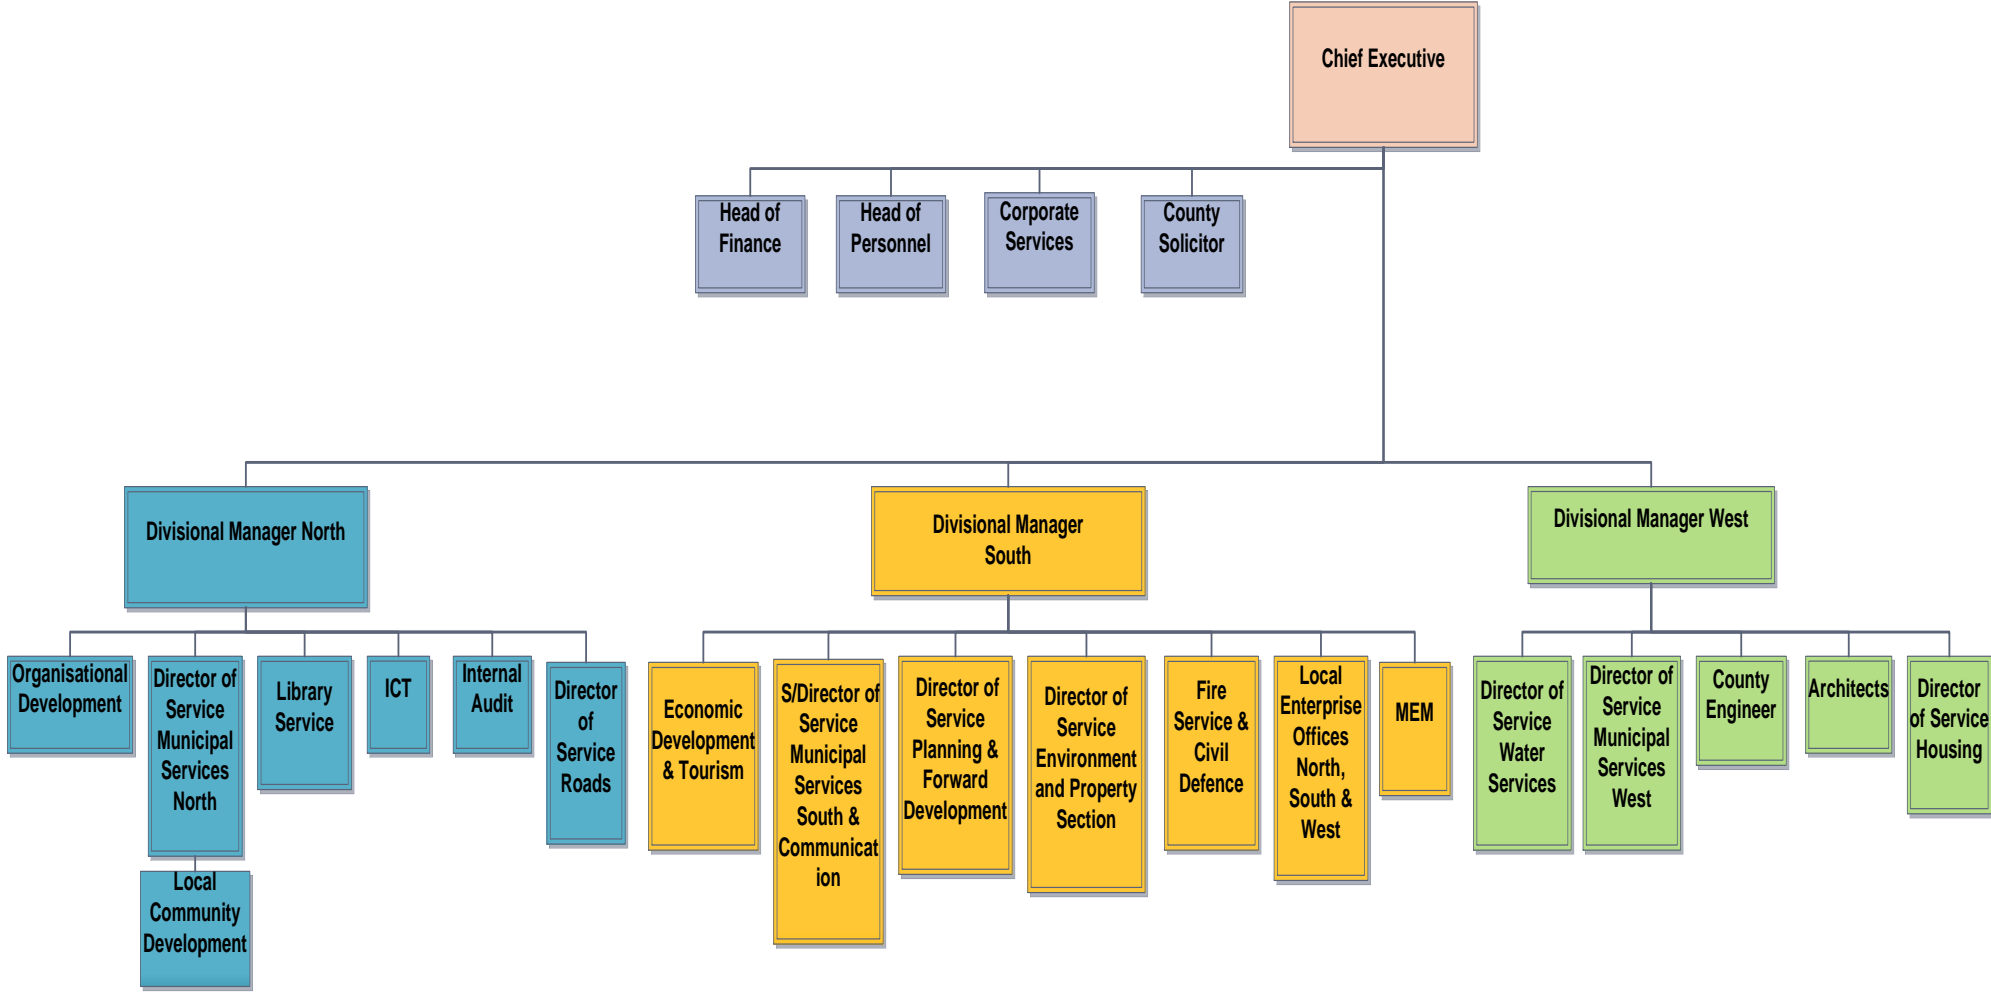 Chief Executive
Head of
Finance
Head of
Personnel
Corporate
Services
County
Solicitor
Divisional Manager North
Divisional Manager
South
Divisional Manager West
Organisational
Development
Director of
Service
Municipal
Services
North
Library
Service
ICT
Internal
Audit
Director
of
Service
Roads
Local
Community
Development
Economic
Development
& Tourism
S/Director of
Service
Municipal
Services
South &
Communicat
ion
Director of
Service
Planning &
Forward
Development
Director of
Service
Environment
and Property
Section
Fire
Service &
Civil
Defence
Local
Enterprise
Offices
North,
South &
West
MEM
Director of
Service
Water
Services
Director of
Service
Municipal
Services
West
County
Engineer
Architects
Director
of Service
Housing